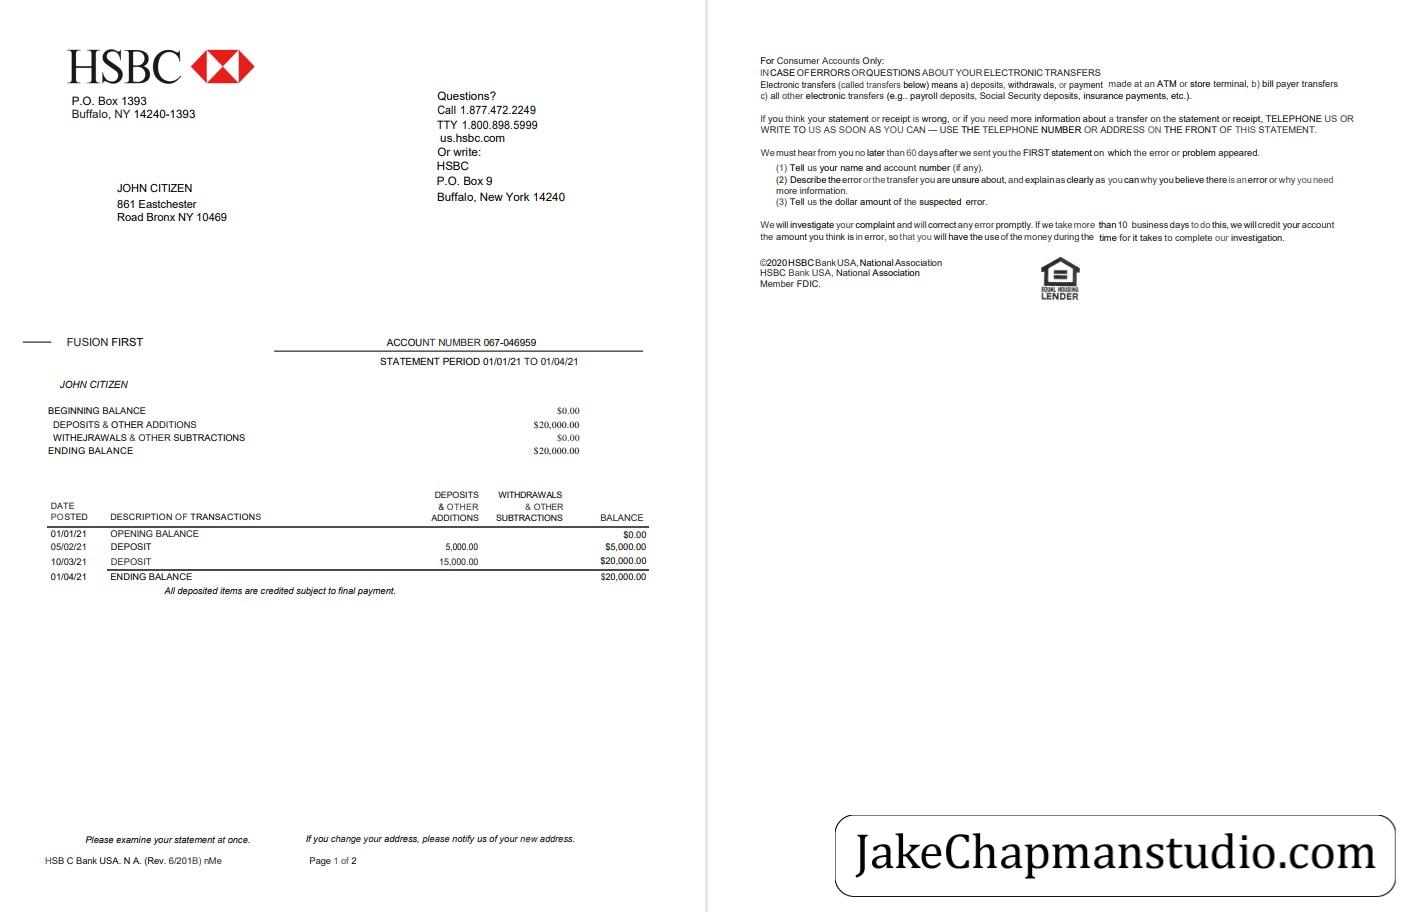 HSBC
P.O. Box 1393
Buffalo, NY 14240-1393
Questions?
Call 1.877.472.2249
TTY 1.800.898.5999
us.hsbc.com
Or write:
HSBC
P.O. Box 9
Buffalo, New York 14240
JOHN CITIZEN
861 Eastchester
Road Bronx NY 10469
FUSION FIRST
ACCOUNT NUMBER 067-046959
STATEMENT PERIOD 01/01/21 TO 01/04/21
JOHN CITIZEN
BEGINNING BALANCE $0.00
DEPOSITS & OTHER ADDITIONS $20,000.00
WITHEJRAWALS & OTHER SUBTRACTIONS $0.00
ENDING BALANCE $20,000.00
DEPOSITS WITHDRAWALS
DATE & OTHER & OTHER
POSTED DESCRIPTION OF TRANSACTIONS ADDITIONS SUBTRACTIONS BALANCE
01/01/21 OPENING BALANCE $0.00
05/02/21 DEPOSIT 5,000.00 $5,000.00
10/03/21 DEPOSIT 15,000.00 $20,000.00
01/04/21 ENDING BALANCE $20,000.00
All deposited items are credited subject to final payment.
Please examine your statement at once. If you change your address, please notify us of your new address.
HSB C Bank USA. N A. (Rev. 6/201B) nMe Page 1 of 2
For Consumer Accounts Only:
IN CASE OF ERRORS OR QUESTIONS ABOUT YOUR ELECTRONIC TRANSFERS
Electronic transfers (called transfers below) means a) deposits, withdrawals, or payment made at an ATM or store terminal, b) bill payer transfers
c) all other electronic transfers (e.g.. payroll deposits, Social Security deposits, insurance payments, etc.).
If you think your statement or receipt is wrong, or if you need more information about a transfer on the statement or receipt, TELEPHONE US OR
WRITE TO US AS SOON AS YOU CAN — USE THE TELEPHONE NUMBER OR ADDRESS ON THE FRONT OF THIS STATEMENT.
We must hear from you no later than 60 days after we sent you the FIRST statement on which the error or problem appeared.
(1) Tell us your name and account number (if any).
(2) Describe the error or the transfer you are unsure about, and explain as clearly as you can why you believe there is an error or why you need
more information.
(3) Tell us the dollar amount of the suspected error.
We will investigate your complaint and will correct any error promptly. If we take more than 10 business days to do this, we will credit your account
the amount you think is in error, so that you will have the use of the money during the time for it takes to complete our investigation.
©2020 HSBC Bank USA, National Association
HSBC Bank USA, National Association
Member FDIC.
EQUAL HOUSING
LENDER
JakeChapmanstudio.com